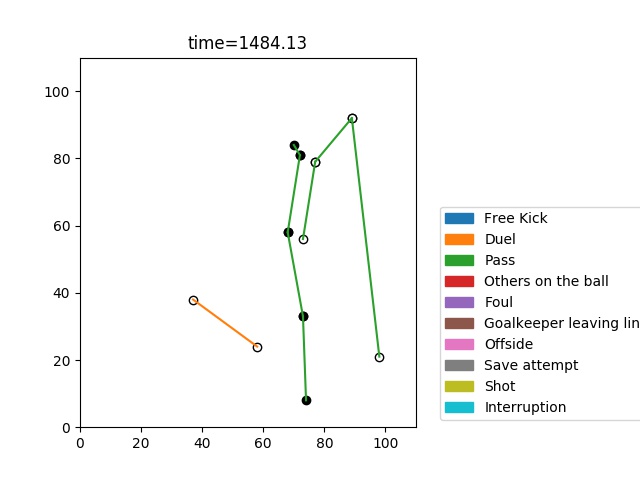 time=1484.13
100
80
60
40
20
0
0 20 40 60 80 100
Free Kick
Duel
Pass
Others on the ball
Foul
Goalkeeper leaving lin
Offside
Save attempt
Shot
Interruption